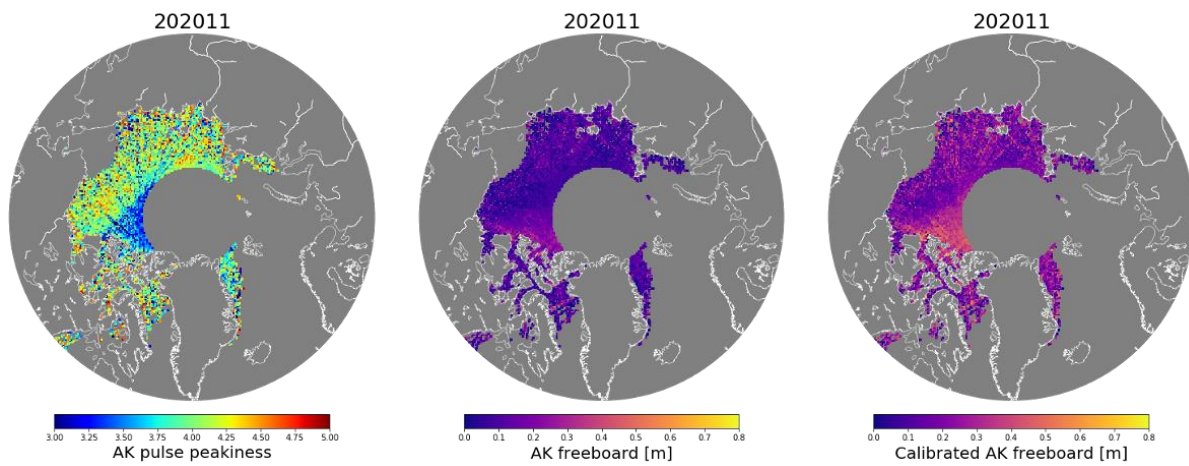 202011
202011
202011
3.00 3.25 3.50 3.75 4.00 4.25 4.50 4.75 5.00
AK pulse peakiness
0.0 0.1 0.2 0.3 0.4 0.5 0.6 0.7 0.8
AK freeboard [m]
0.0 0.1 0.2 0.3 0.4 0.5 0.6 0.7 0.8
Calibrated AK freeboard [m]